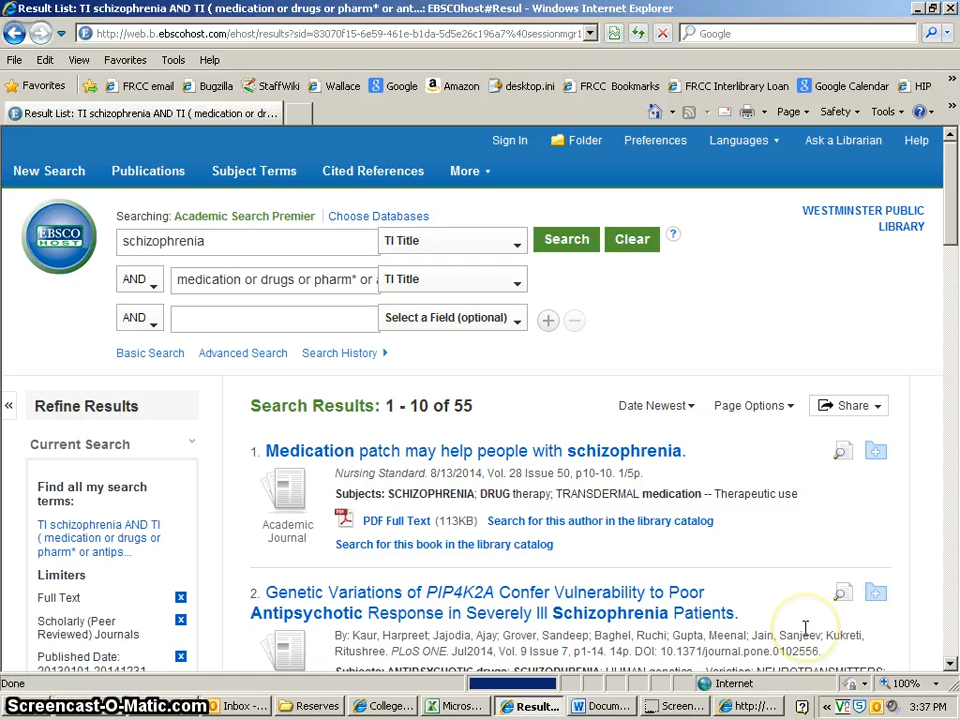 Result List: TI schizophrenia AND TI ( medication or drugs or pharm* or ant...: EBSCOhost#Resul - Windows Internet Explorer
http://web.b.ebscohost.com/ehost/results?sid=83070f15-6e59-461e-b1da-5d5e26c196a7%40sessionmgr1
Google
File Edit View Favorites Tools Help
Favorites FRCC email Bugzilla StaffWiki Wallace Google Amazon desktop.ini FRCC Bookmarks FRCC Interlibrary Loan Google Calendar HIP
Result List: TI schizophrenia AND TI ( medication or dr...
Page Safety Tools
Sign In Folder Preferences Languages Ask a Librarian Help
New Search Publications Subject Terms Cited References More
Searching: Academic Search Premier Choose Databases
WESTMINSTER PUBLIC
LIBRARY
EBSCO
HOST
schizophrenia TI Title Search Clear ?
AND medication or drugs or pharm* or a TI Title
AND Select a Field (optional) + −
Basic Search Advanced Search Search History
« Refine Results
Search Results: 1 - 10 of 55
Date Newest Page Options Share
Current Search
Find all my search
terms:
TI schizophrenia AND TI
( medication or drugs or
pharm* or antips...
Limiters
Full Text
Scholarly (Peer
Reviewed) Journals
Published Date:
20130101-20141231
1. Medication patch may help people with schizophrenia.
Nursing Standard. 8/13/2014, Vol. 28 Issue 50, p10-10. 1/5p.
Subjects: SCHIZOPHRENIA; DRUG therapy; TRANSDERMAL medication -- Therapeutic use
Academic
Journal
PDF Full Text (113KB) Search for this author in the library catalog
Search for this book in the library catalog
2. Genetic Variations of PIP4K2A Confer Vulnerability to Poor
Antipsychotic Response in Severely Ill Schizophrenia Patients.
By: Kaur, Harpreet; Jajodia, Ajay; Grover, Sandeep; Baghel, Ruchi; Gupta, Meenal; Jain, Sanjeev; Kukreti,
Ritushree. PLoS ONE. Jul2014, Vol. 9 Issue 7, p1-14. 14p. DOI: 10.1371/journal.pone.0102556.
Subjects: ANTIPSYCHOTIC drugs; SCHIZOPHRENIA; HUMAN genetics -- Variation; NEUROTRANSMITTERS;
Done Internet 100%
Screencast-O-Matic.com
Inbox -... Reserves College... Micros... Result... Docum... Screen... http://... 3:37 PM